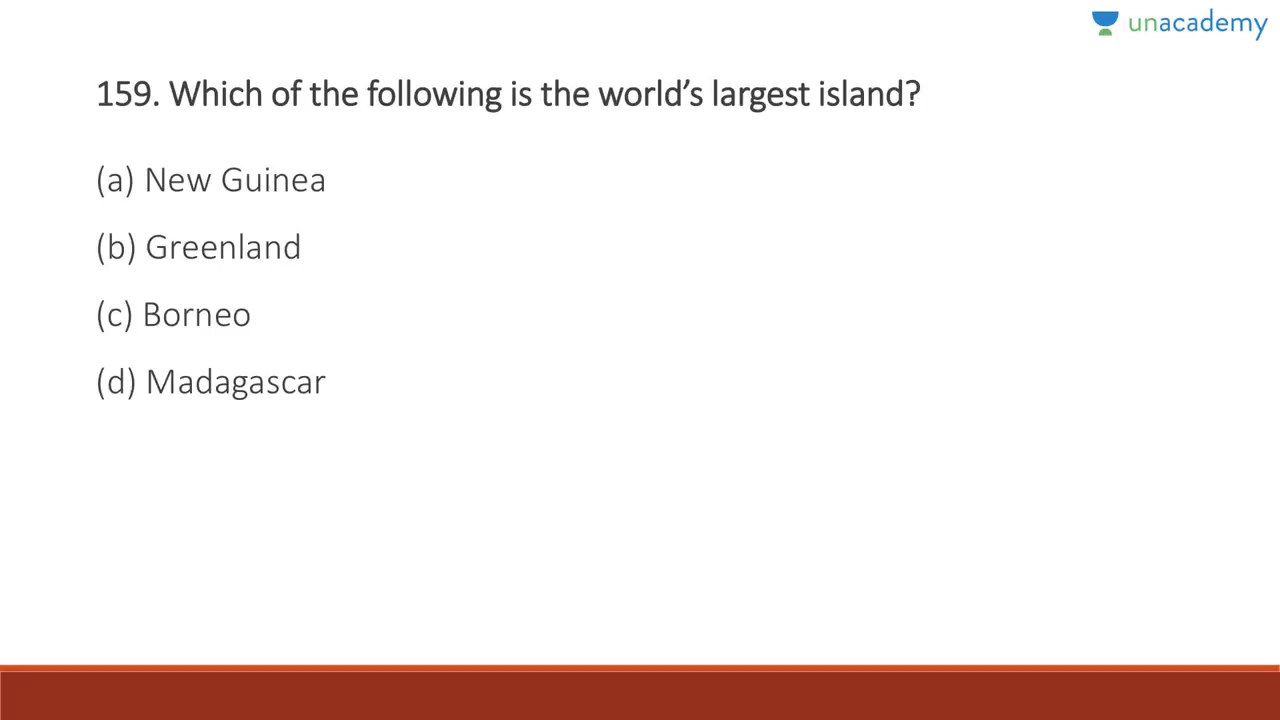 unacademy
159. Which of the following is the world’s largest island?
(a) New Guinea
(b) Greenland
(c) Borneo
(d) Madagascar